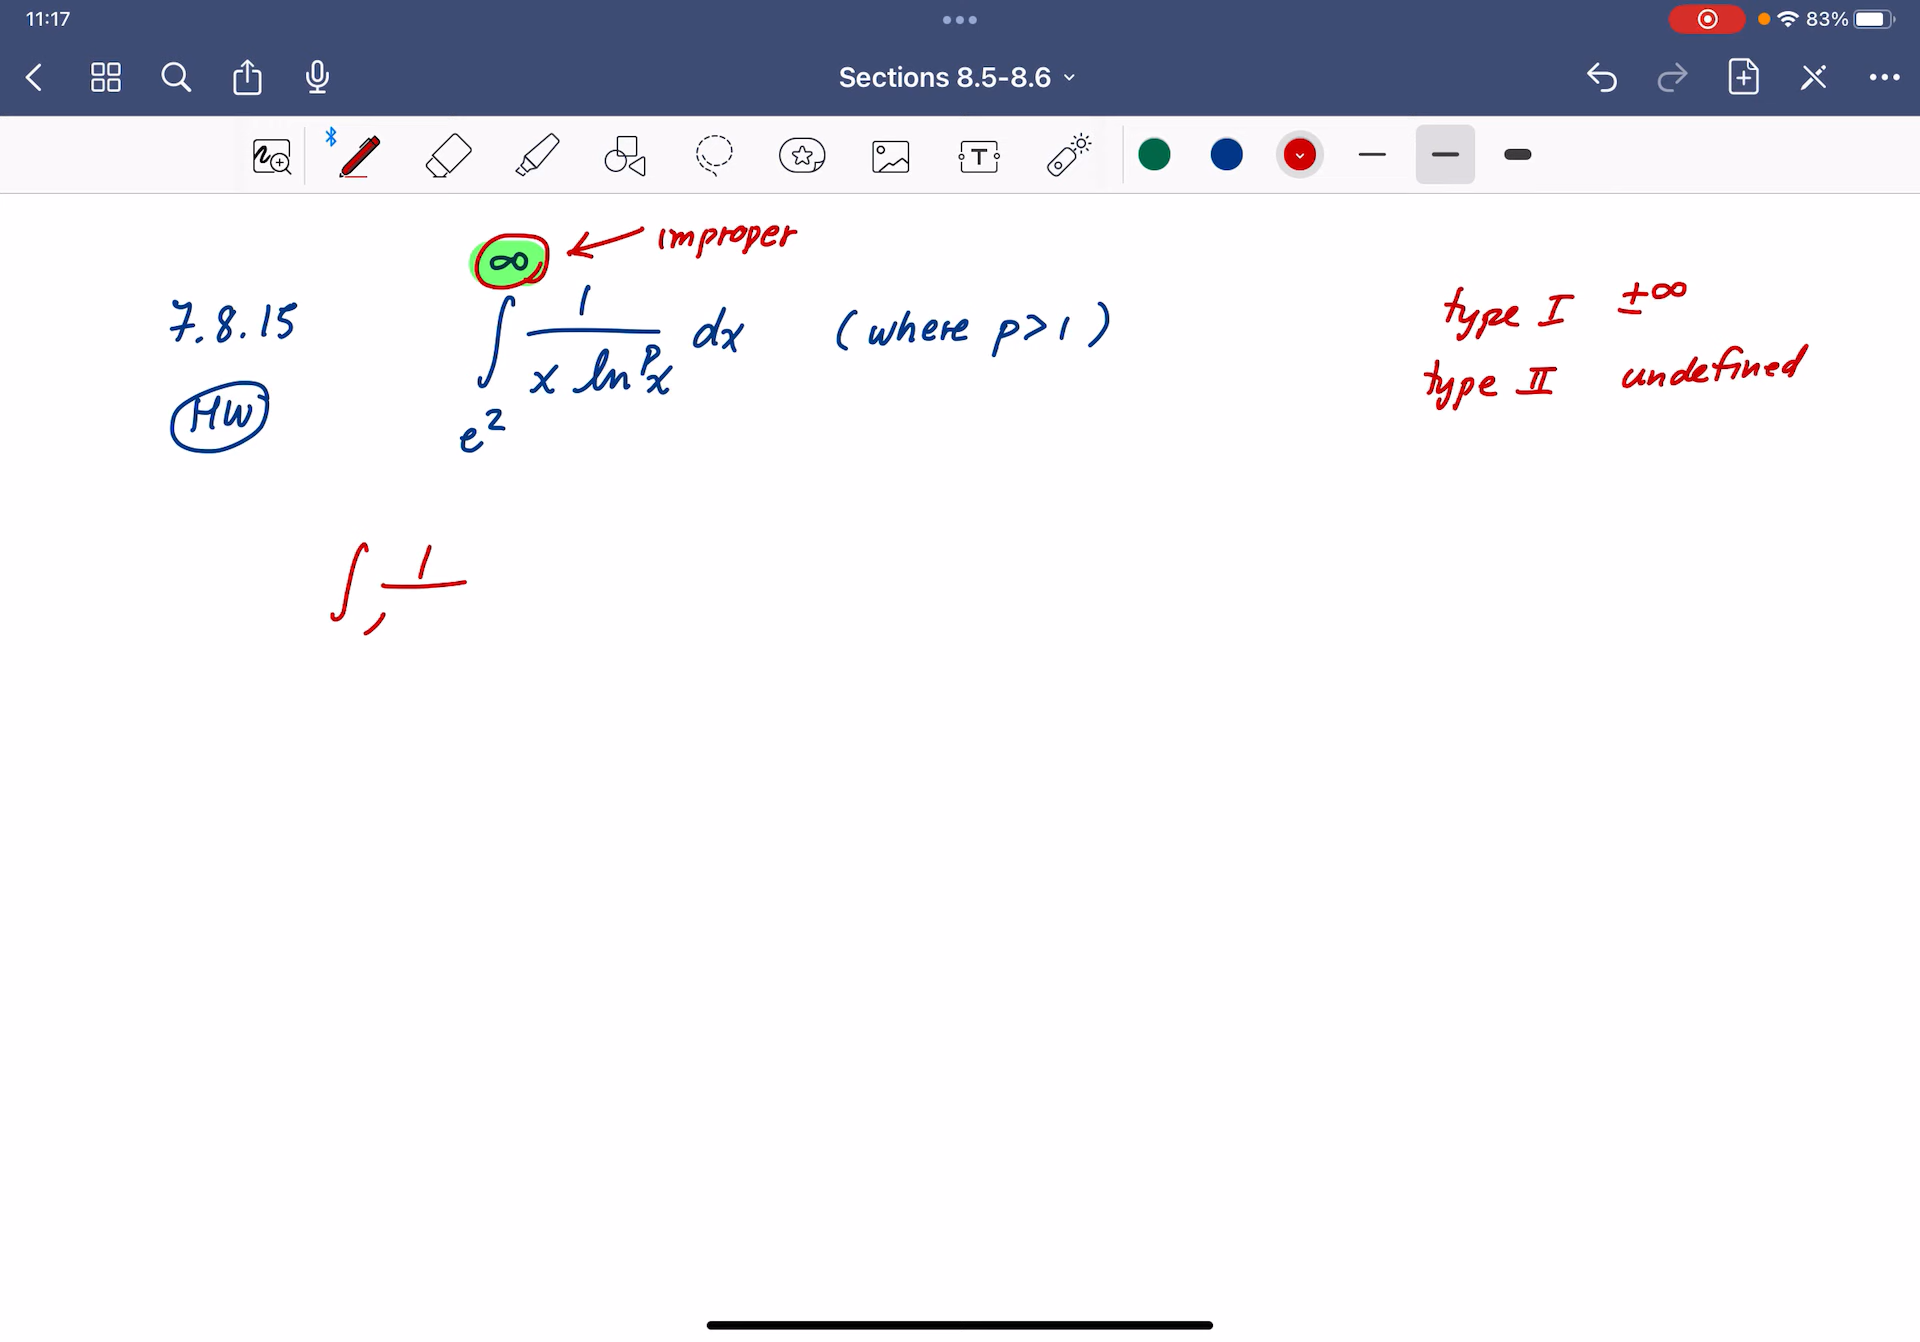 11:17
83%
Sections 8.5-8.6
T
∞ ← improper
7.8.15 ∫ 1 / (x ln^p x) dx (where p>1)
e^2
HW
type I ±∞
type II undefined
∫ 1